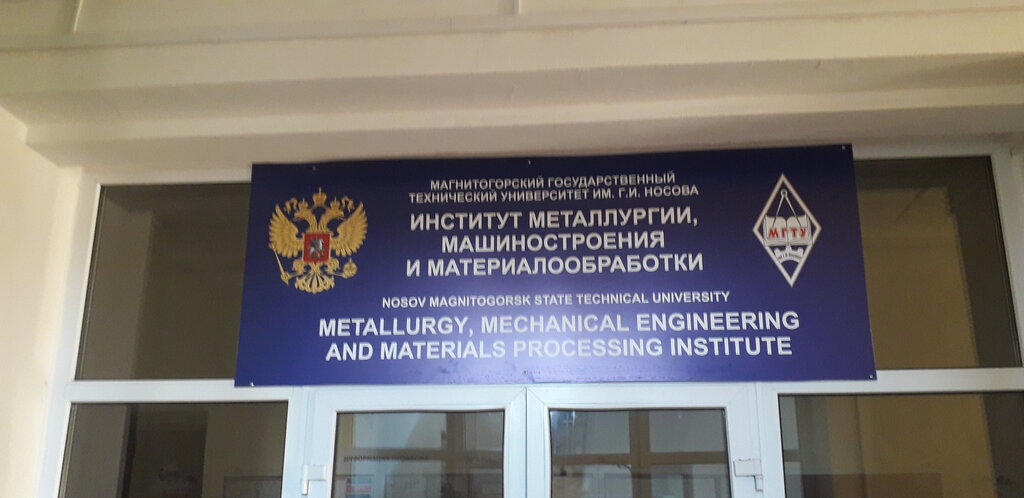 МАГНИТОГОРСКИЙ ГОСУДАРСТВЕННЫЙ
ТЕХНИЧЕСКИЙ УНИВЕРСИТЕТ ИМ. Г.И. НОСОВА
ИНСТИТУТ МЕТАЛЛУРГИИ,
МАШИНОСТРОЕНИЯ
И МАТЕРИАЛООБРАБОТКИ
МГТУ
NOSOV MAGNITOGORSK STATE TECHNICAL UNIVERSITY
METALLURGY, MECHANICAL ENGINEERING
AND MATERIALS PROCESSING INSTITUTE